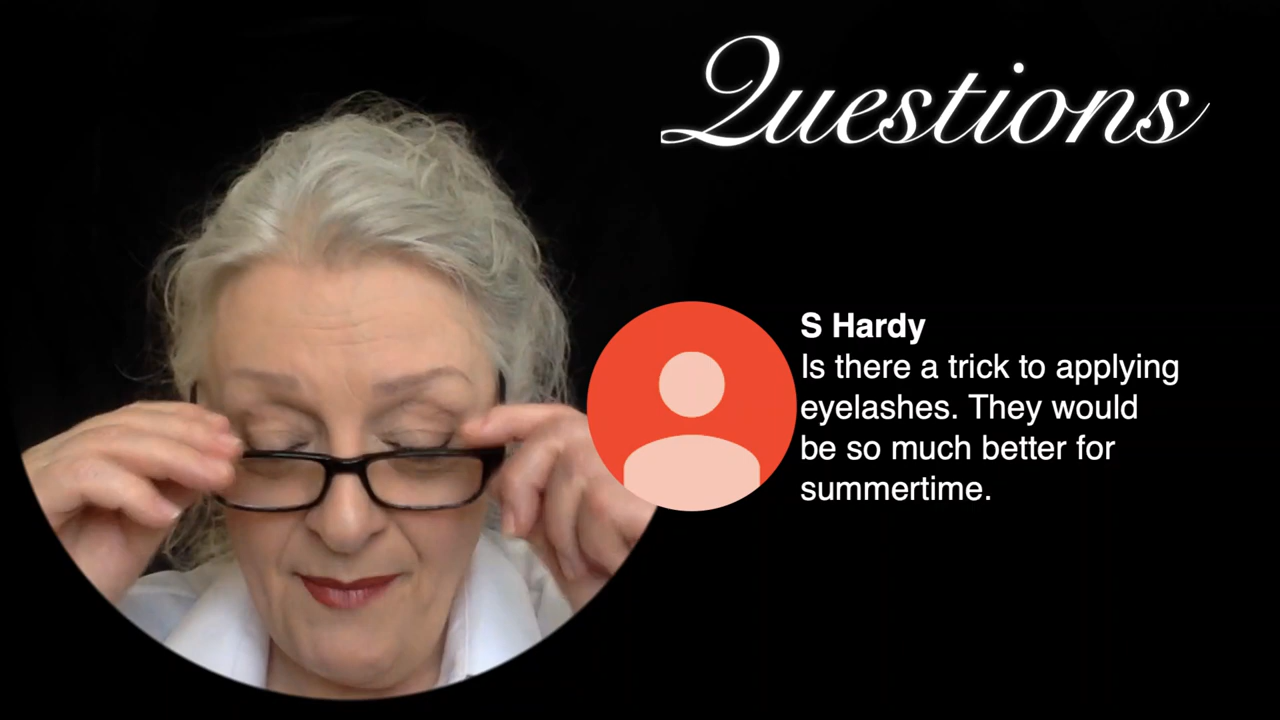 Questions
S Hardy
Is there a trick to applying
eyelashes. They would
be so much better for
summertime.